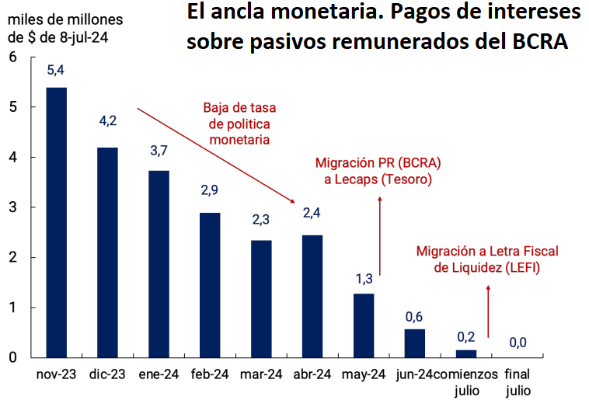 El ancla monetaria. Pagos de intereses
sobre pasivos remunerados del BCRA
miles de millones
de $ de 8-jul-24
6
5
4
3
2
1
0
5,4
4,2
3,7
2,9
2,3
2,4
1,3
0,6
0,2
0,0
Baja de tasa
de politica
monetaria
Migración PR (BCRA)
a Lecaps (Tesoro)
Migración a Letra Fiscal
de Liquidez (LEFI)
nov-23
dic-23
ene-24
feb-24
mar-24
abr-24
may-24
jun-24
comienzos
julio
final
julio